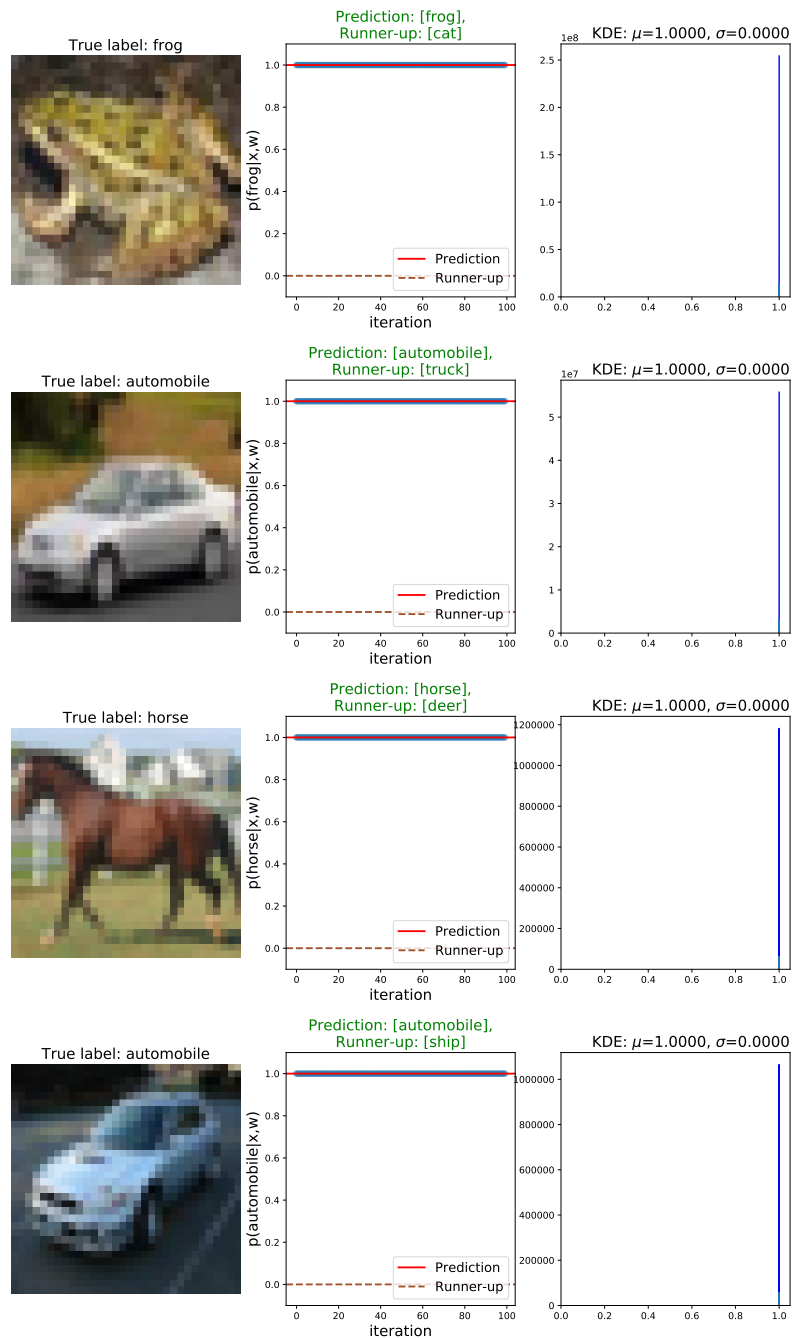 True label: frog
Prediction: [frog],
Runner-up: [cat]
p(frog|x,w)
1.0
0.8
0.6
0.4
0.2
0.0
Prediction
Runner-up
0 20 40 60 80 100
iteration
KDE: μ=1.0000, σ=0.0000
1e8
2.5
2.0
1.5
1.0
0.5
0.0
0.0 0.2 0.4 0.6 0.8 1.0
True label: automobile
Prediction: [automobile],
Runner-up: [truck]
p(automobile|x,w)
1.0
0.8
0.6
0.4
0.2
0.0
Prediction
Runner-up
0 20 40 60 80 100
iteration
KDE: μ=1.0000, σ=0.0000
1e7
5
4
3
2
1
0
0.0 0.2 0.4 0.6 0.8 1.0
True label: horse
Prediction: [horse],
Runner-up: [deer]
p(horse|x,w)
1.0
0.8
0.6
0.4
0.2
0.0
Prediction
Runner-up
0 20 40 60 80 100
iteration
KDE: μ=1.0000, σ=0.0000
1200000
1000000
800000
600000
400000
200000
0
0.0 0.2 0.4 0.6 0.8 1.0
True label: automobile
Prediction: [automobile],
Runner-up: [ship]
p(automobile|x,w)
1.0
0.8
0.6
0.4
0.2
0.0
Prediction
Runner-up
0 20 40 60 80 100
iteration
KDE: μ=1.0000, σ=0.0000
1000000
800000
600000
400000
200000
0
0.0 0.2 0.4 0.6 0.8 1.0